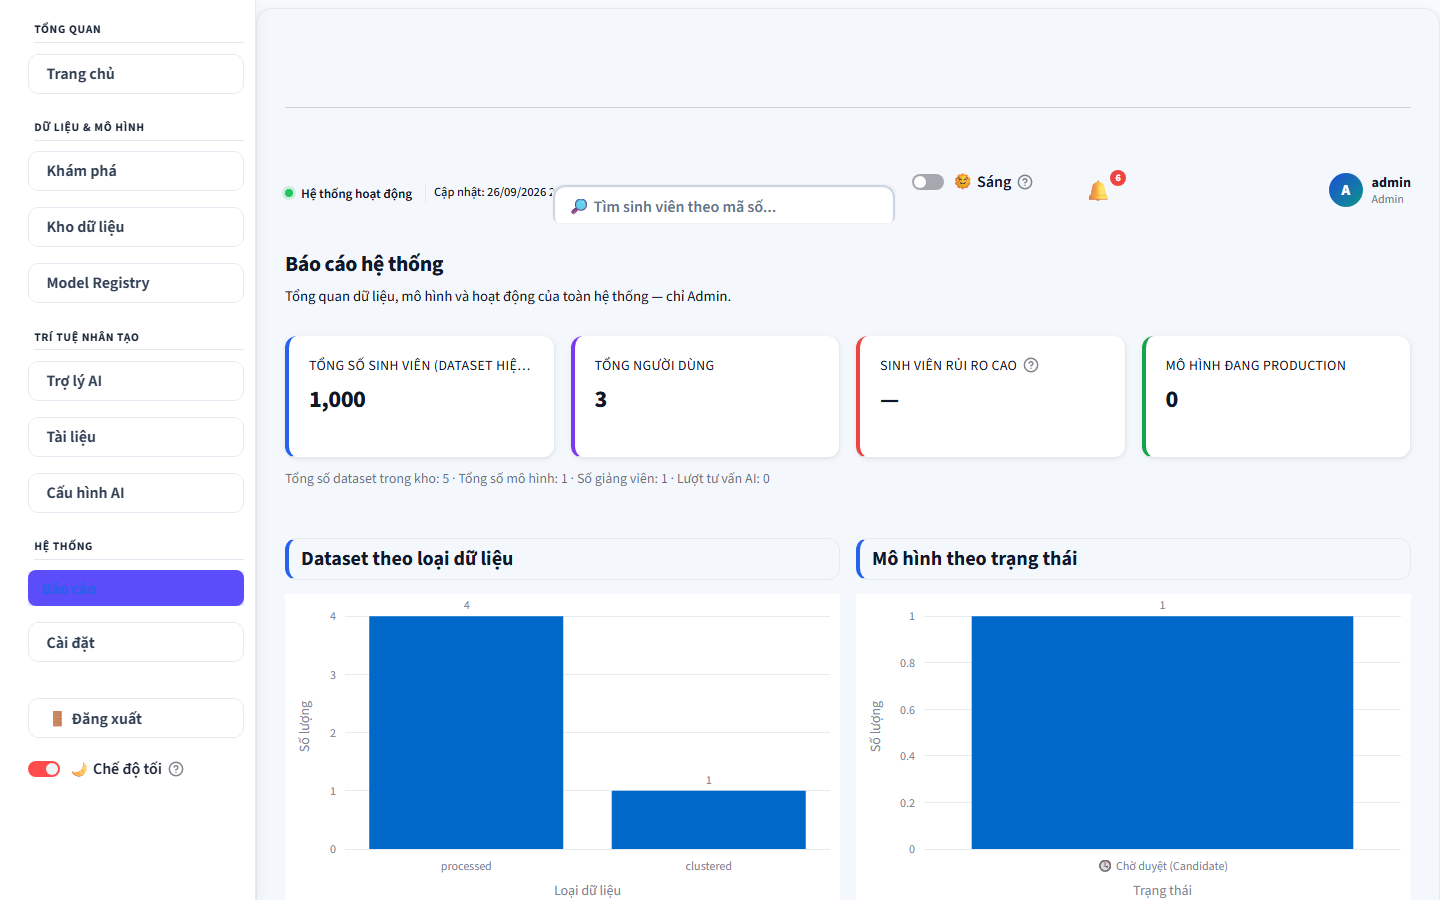 TỔNG QUAN
Trang chủ
DỮ LIỆU & MÔ HÌNH
Khám phá
Kho dữ liệu
Model Registry
TRÍ TUỆ NHÂN TẠO
Trợ lý AI
Tài liệu
Cấu hình AI
HỆ THỐNG
Báo cáo
Cài đặt
Đăng xuất
Chế độ tối
Hệ thống hoạt động
Cập nhật: 26/09/2026
Tìm sinh viên theo mã số...
Sáng
6
A
admin
Admin
Báo cáo hệ thống
Tổng quan dữ liệu, mô hình và hoạt động của toàn hệ thống — chỉ Admin.
TỔNG SỐ SINH VIÊN (DATASET HIỆ...
1,000
TỔNG NGƯỜI DÙNG
3
SINH VIÊN RỦI RO CAO
—
MÔ HÌNH ĐANG PRODUCTION
0
Tổng số dataset trong kho: 5 · Tổng số mô hình: 1 · Số giảng viên: 1 · Lượt tư vấn AI: 0
Dataset theo loại dữ liệu
4
4
3
2
1
0
1
Số lượng
processed
clustered
Loại dữ liệu
Mô hình theo trạng thái
1
1
0.8
0.6
0.4
0.2
0
Số lượng
Chờ duyệt (Candidate)
Trạng thái